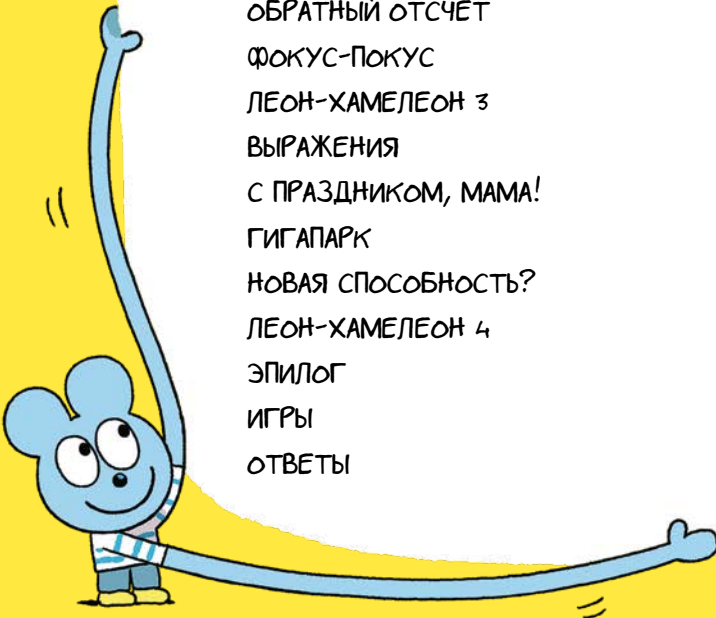 ОБРАТНЫЙ ОТСЧЕТ
ФОКУС-ПОКУС
ЛЕОН-ХАМЕЛЕОН 3
ВЫРАЖЕНИЯ
С ПРАЗДНИКОМ, МАМА!
ГИГАПАРК
НОВАЯ СПОСОБНОСТЬ?
ЛЕОН-ХАМЕЛЕОН 4
ЭПИЛОГ
ИГРЫ
ОТВЕТЫ